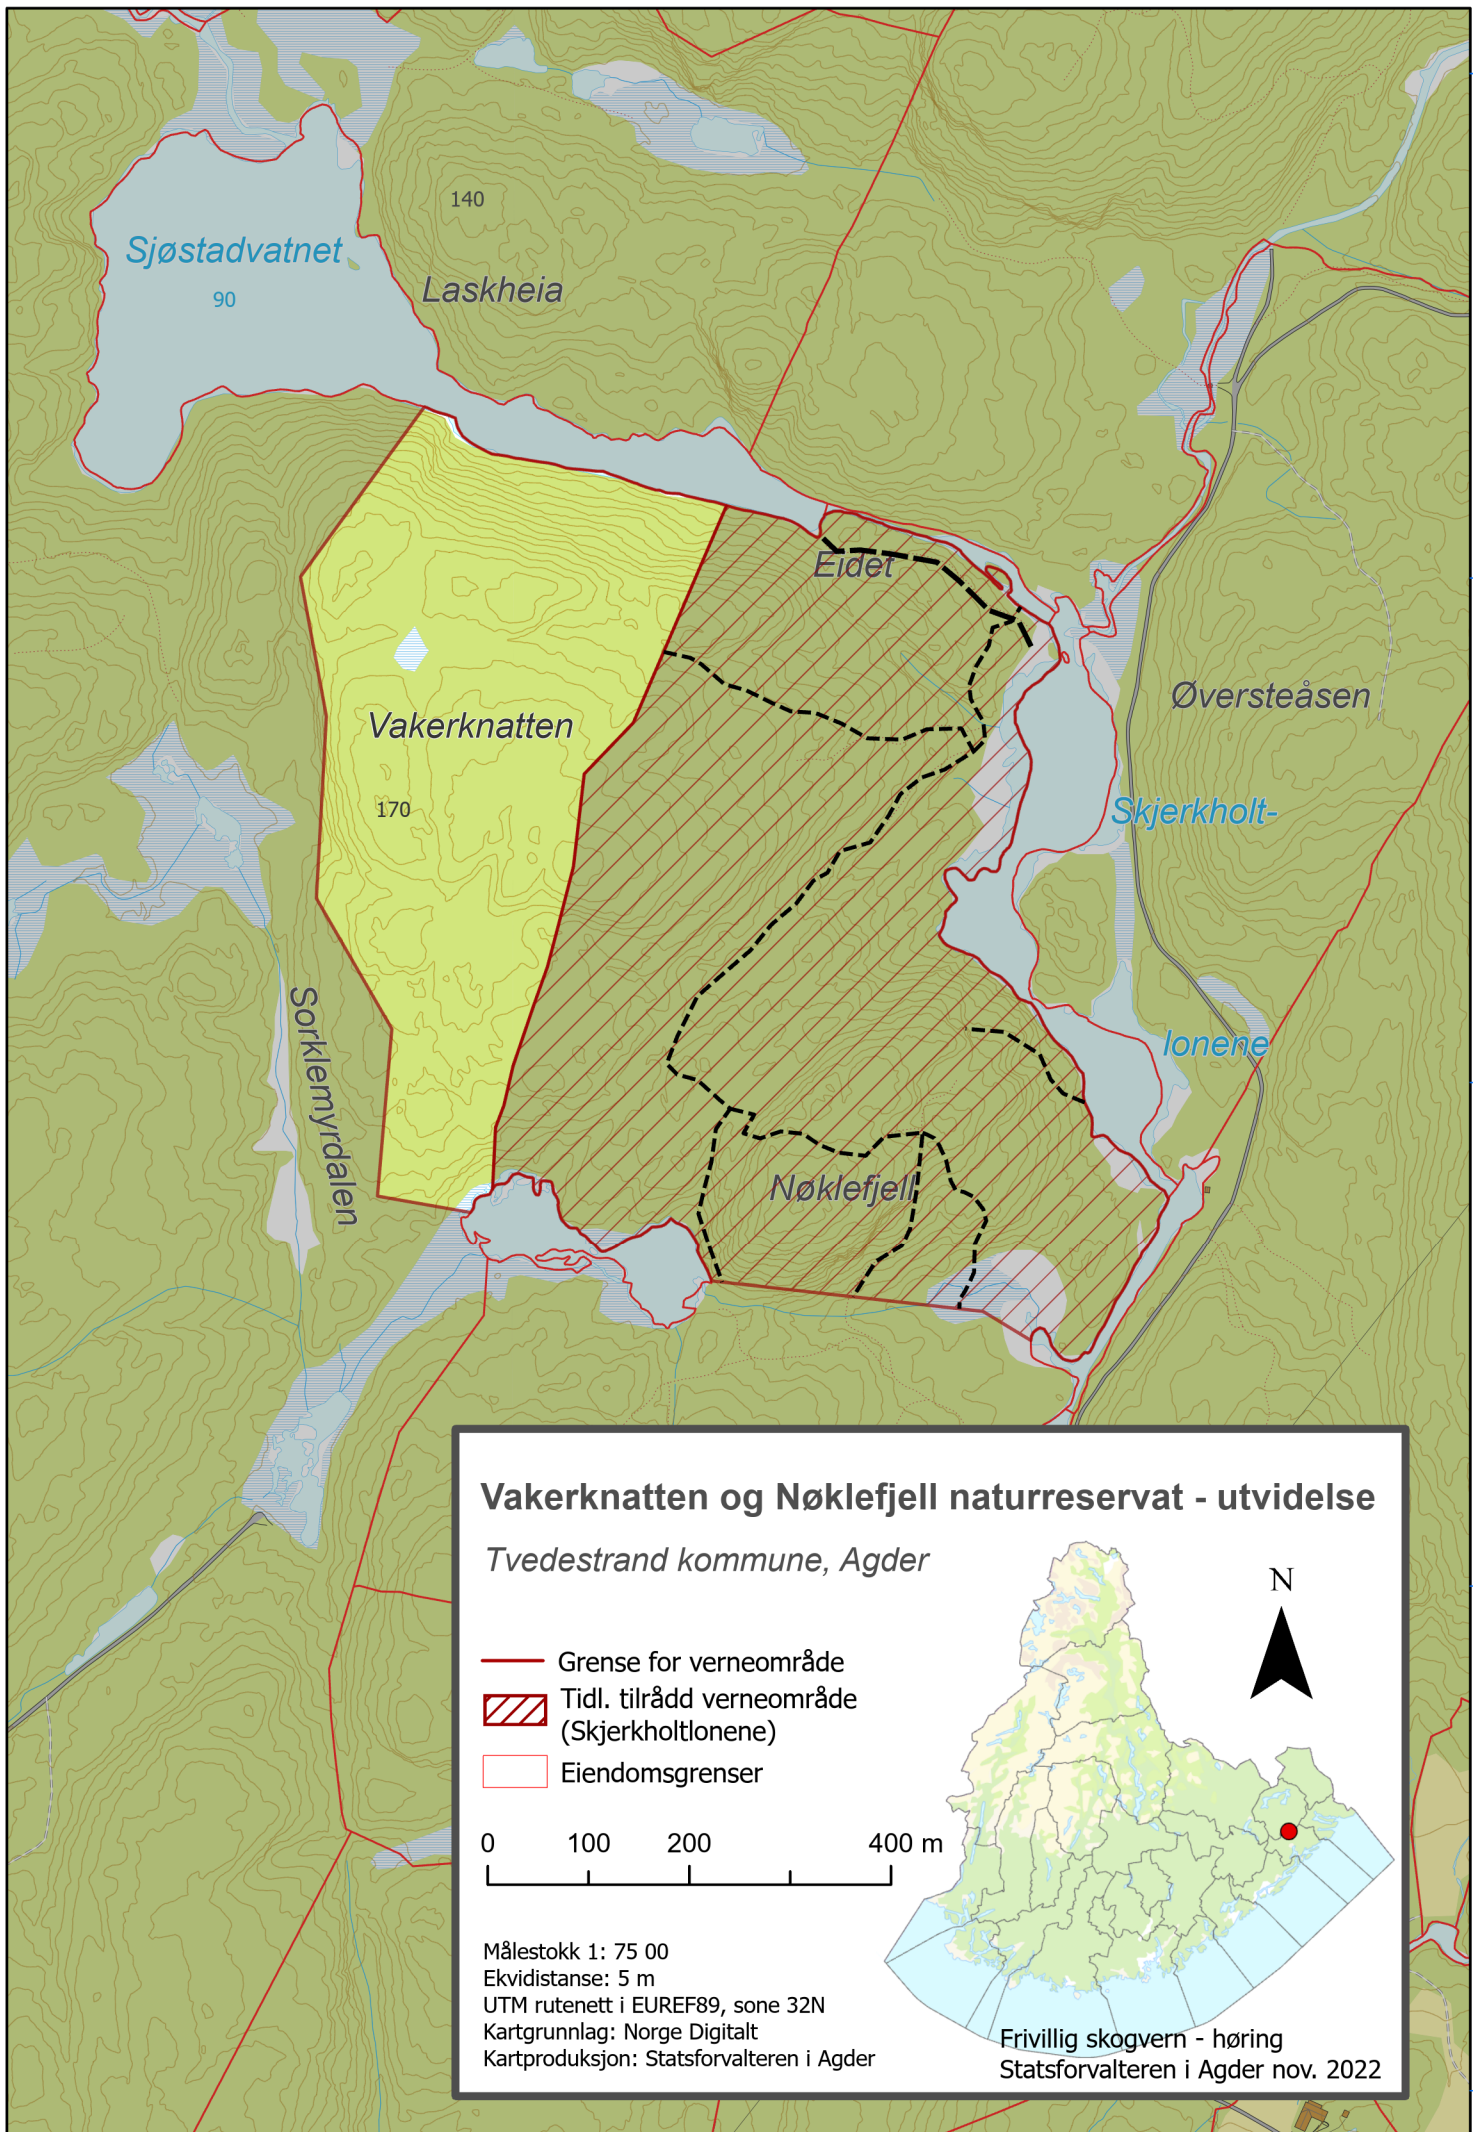 140
Sjøstadvatnet
Laskheia
90
Eidet
Øversteåsen
Vakerknatten
170
Skjerkholt-
lonene
Sorklemyrdalen
Nøklefjell
Vakerknatten og Nøklefjell naturreservat - utvidelse
Tvedestrand kommune, Agder
N
Grense for verneområde
Tidl. tilrådd verneområde
(Skjerkholtlonene)
Eiendomsgrenser
0 100 200 400 m
Målestokk 1: 75 00
Ekvidistanse: 5 m
UTM rutenett i EUREF89, sone 32N
Kartgrunnlag: Norge Digitalt
Kartproduksjon: Statsforvalteren i Agder
Frivillig skogvern - høring
Statsforvalteren i Agder nov. 2022